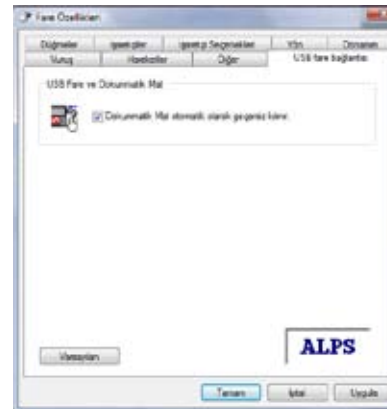 Fare Özellikleri
Düğmeler İşaretçiler İşaretçi Seçenekleri Yön Donanım
Vuruş Hareketler Diğer USB fare bağlantısı
USB Fare ve Dokunmatik Mat
Dokunmatik Mat otomatik olarak geçersiz kılınır.
Varsayılan
ALPS
Tamam İptal Uygula